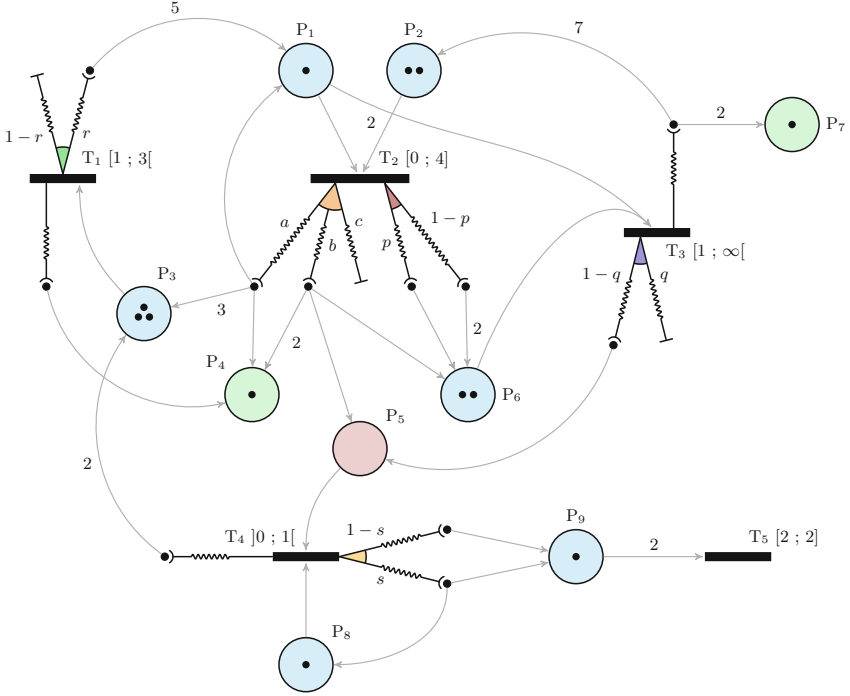 5
P1
P2
7
1−r
r
T1 [1 ; 3[
2
T2 [0 ; 4]
2
P7
a
b
c
p
1−p
T3 [1 ; ∞[
1−q
q
P3
3
P4
2
2
P6
P5
2
T4 ]0 ; 1[
1−s
s
P9
2
T5 [2 ; 2]
P8